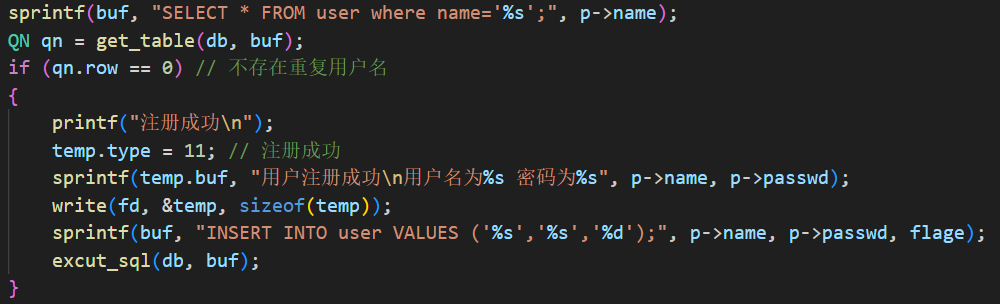 sprintf(buf, "SELECT * FROM user where name='%s';", p->name);
QN qn = get_table(db, buf);
if (qn.row == 0) // 不存在重复用户名
{
    printf("注册成功\n");
    temp.type = 11; // 注册成功
    sprintf(temp.buf, "用户注册成功\n用户名为%s 密码为%s", p->name, p->passwd);
    write(fd, &temp, sizeof(temp));
    sprintf(buf, "INSERT INTO user VALUES ('%s','%s','%d');", p->name, p->passwd, flage);
    excut_sql(db, buf);
}